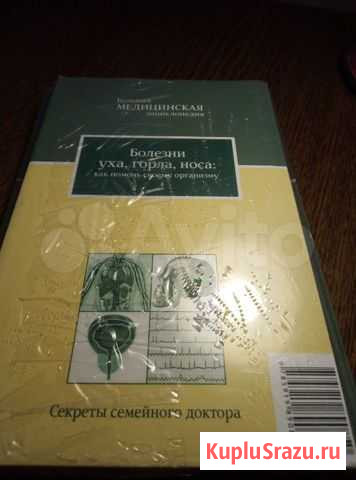 Большая
МЕДИЦИНСКАЯ
энциклопедия
Болезни
уха, горла, носа:
как помочь своему организму
Avito
Секреты семейного доктора
KupluSrazu.ru